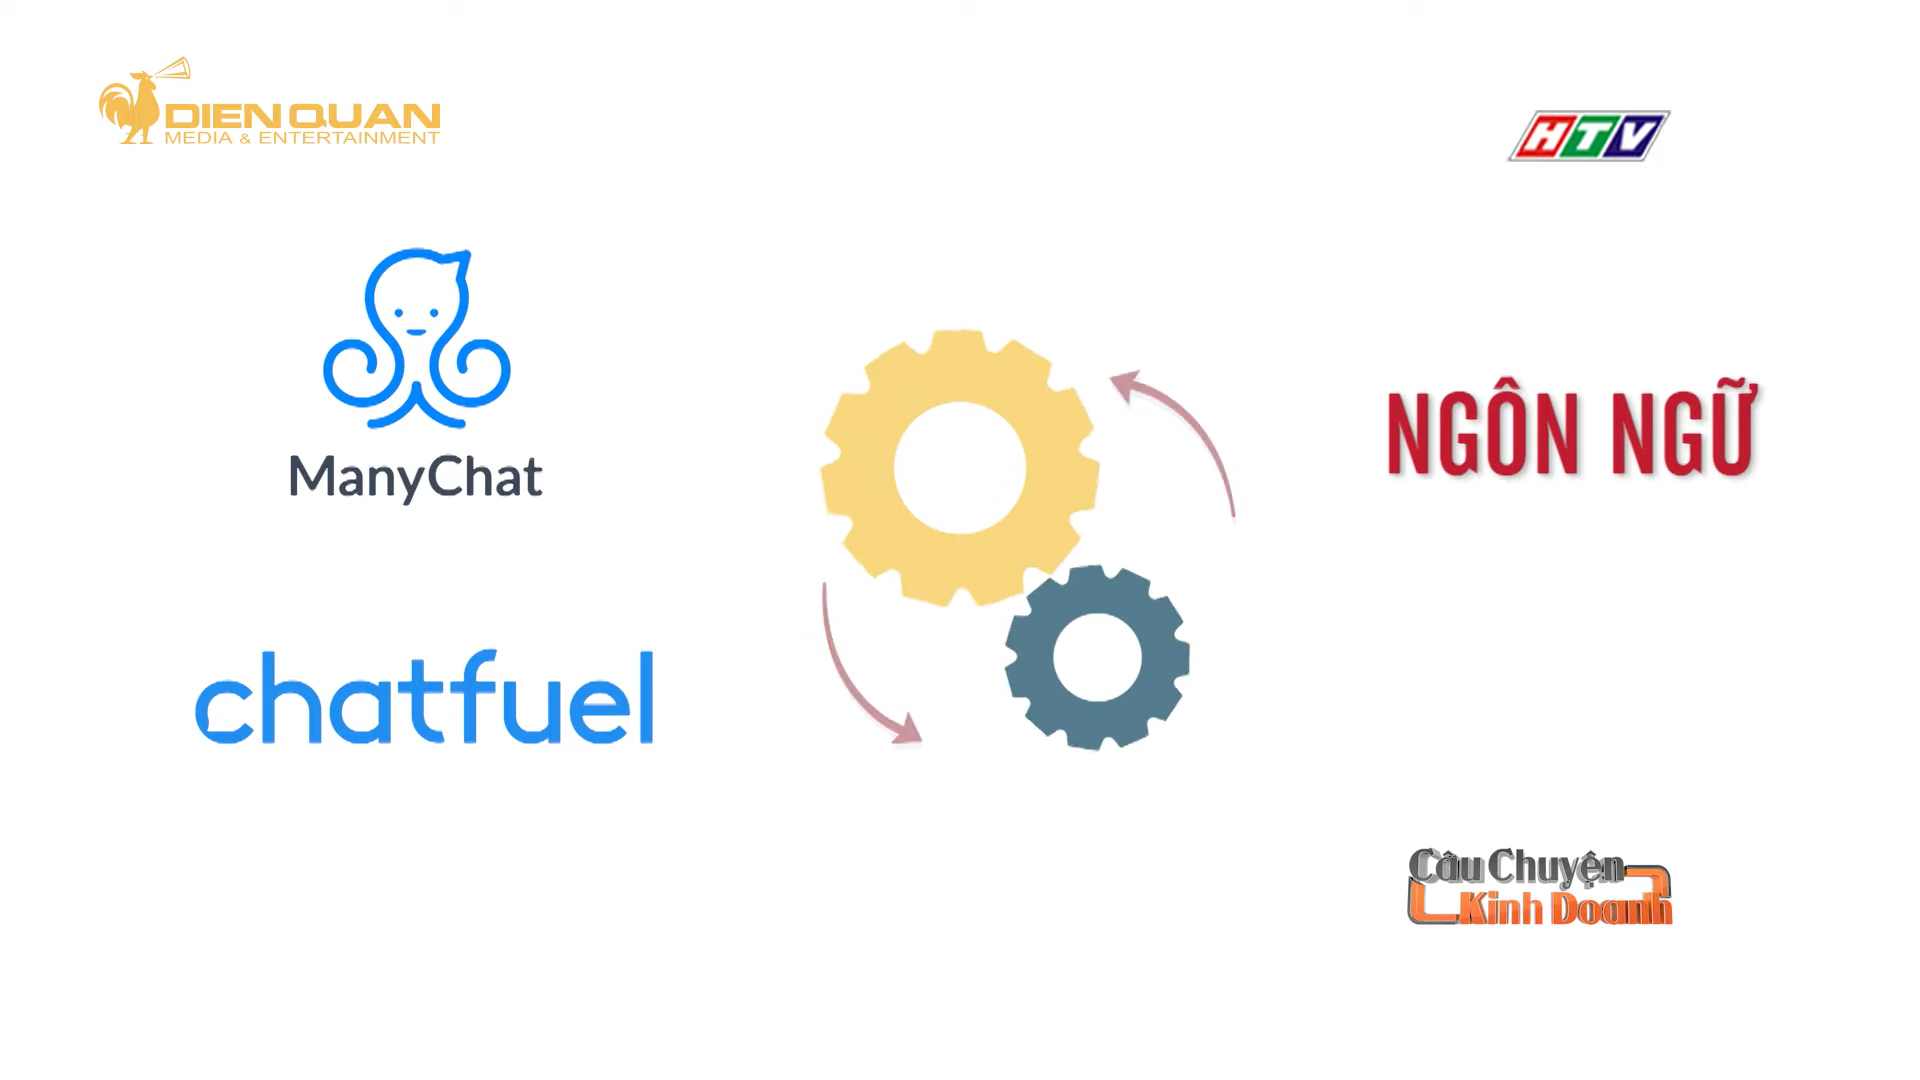 DIEN QUAN
MEDIA & ENTERTAINMENT
HTV
ManyChat
NGÔN NGỮ
chatfuel
Câu Chuyện
Kinh Doanh